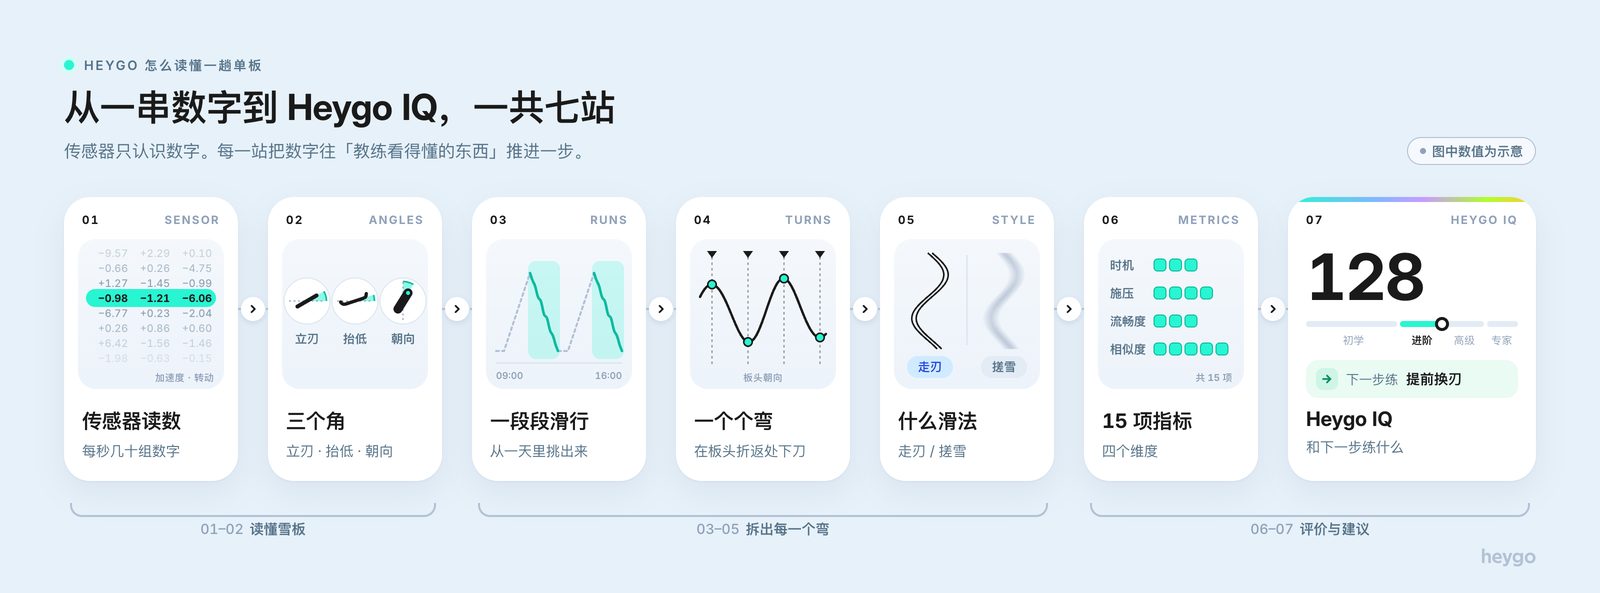 HEYGO 怎么读懂一趟单板
从一串数字到 Heygo IQ，一共七站
传感器只认识数字。每一站把数字往「教练看得懂的东西」推进一步。
图中数值为示意
01 SENSOR
−9.57 +2.29 +0.10
−0.66 +0.26 −4.75
+1.27 −1.45 −0.99
−0.98 −1.21 −6.06
−6.77 +0.23 −2.04
+0.26 +0.86 +0.60
+6.42 −1.56 −1.46
−1.98 −0.63 −0.15
加速度 · 转动
传感器读数
每秒几十组数字
02 ANGLES
立刃 抬低 朝向
三个角
立刃 · 抬低 · 朝向
03 RUNS
09:00 16:00
一段段滑行
从一天里挑出来
04 TURNS
板头朝向
一个个弯
在板头折返处下刀
05 STYLE
走刃 搓雪
什么滑法
走刃 / 搓雪
06 METRICS
时机
施压
流畅度
相似度
共 15 项
15 项指标
四个维度
07 HEYGO IQ
128
初学 进阶 高级 专家
下一步练 提前换刃
Heygo IQ
和下一步练什么
01–02 读懂雪板
03–05 拆出每一个弯
06–07 评价与建议
heygo